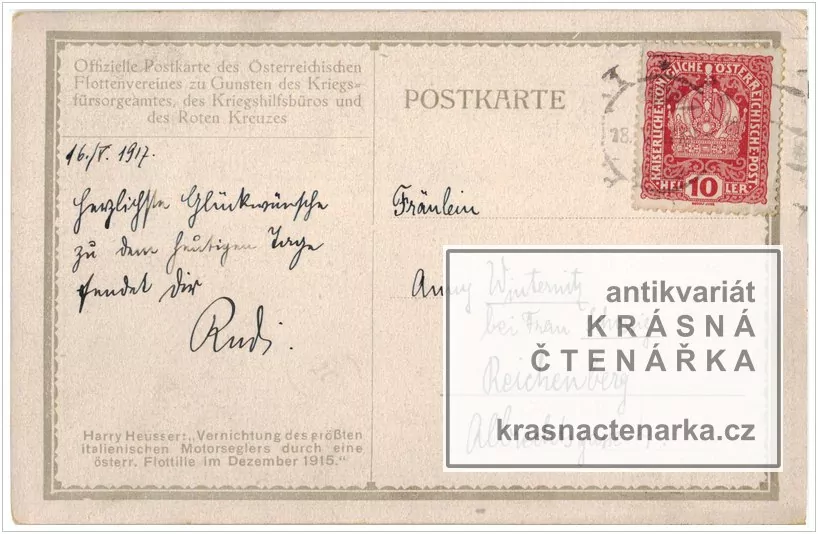 Offizielle Postkarte des Österreichischen
Flottenvereines zu Gunsten des Kriegs=
fürsorgeamtes, des Kriegshilfsbüros und
des Roten Kreuzes
POSTKARTE
KAISERLICHE KÖNIGLICHE ÖSTERREICHISCHE POST
10
HELLER
16./V. 1917.
Herzlichste Glückwünsche
zu dem heutigen Tage
sendet Dir
Rudi.
Fräulein
Anny Winternitz
bei Frau
Reichenberg
antikvariát
KRÁSNÁ
ČTENÁŘKA
krasnactenarka.cz
Harry Heussert: „Vernichtung des größten
italienischen Motorseglers durch eine
österr. Flottille im Dezember 1915."